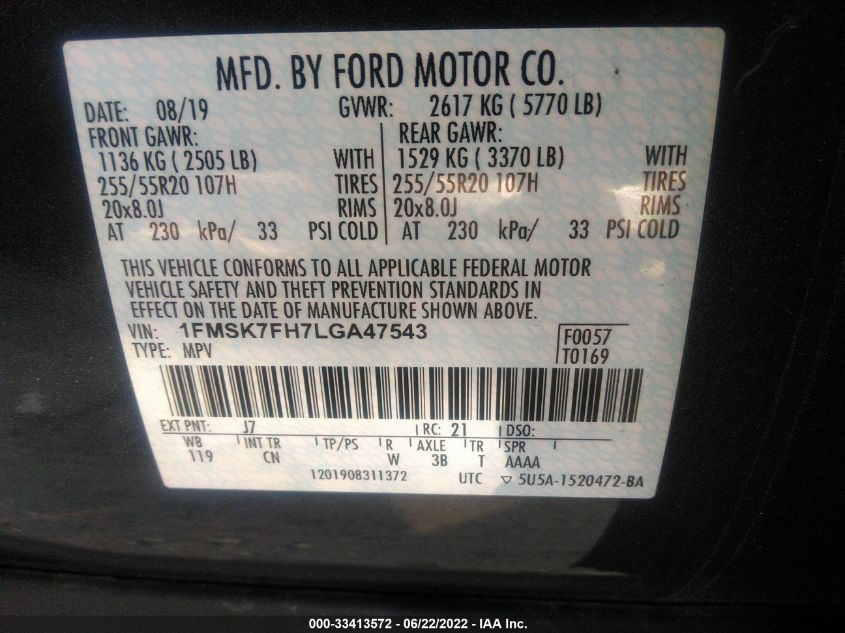 MFD. BY FORD MOTOR CO.
DATE: 08/19 GVWR: 2617 KG ( 5770 LB)
FRONT GAWR: REAR GAWR:
1136 KG ( 2505 LB) WITH 1529 KG ( 3370 LB) WITH
255/55R20 107H TIRES 255/55R20 107H TIRES
20x8.0J RIMS 20x8.0J RIMS
AT 230 kPa/ 33 PSI COLD AT 230 kPa/ 33 PSI COLD
THIS VEHICLE CONFORMS TO ALL APPLICABLE FEDERAL MOTOR
VEHICLE SAFETY AND THEFT PREVENTION STANDARDS IN
EFFECT ON THE DATE OF MANUFACTURE SHOWN ABOVE.
VIN: 1FMSK7FH7LGA47543 F0057
TYPE: MPV T0169
EXT PNT: J7 RC: 21 DSO:
WB INT TR TP/PS R AXLE TR SPR
119 CN W 3B T AAAA
1201908311372 UTC ▽ 5U5A-1520472-BA
000-33413572 - 06/22/2022 - IAA Inc.